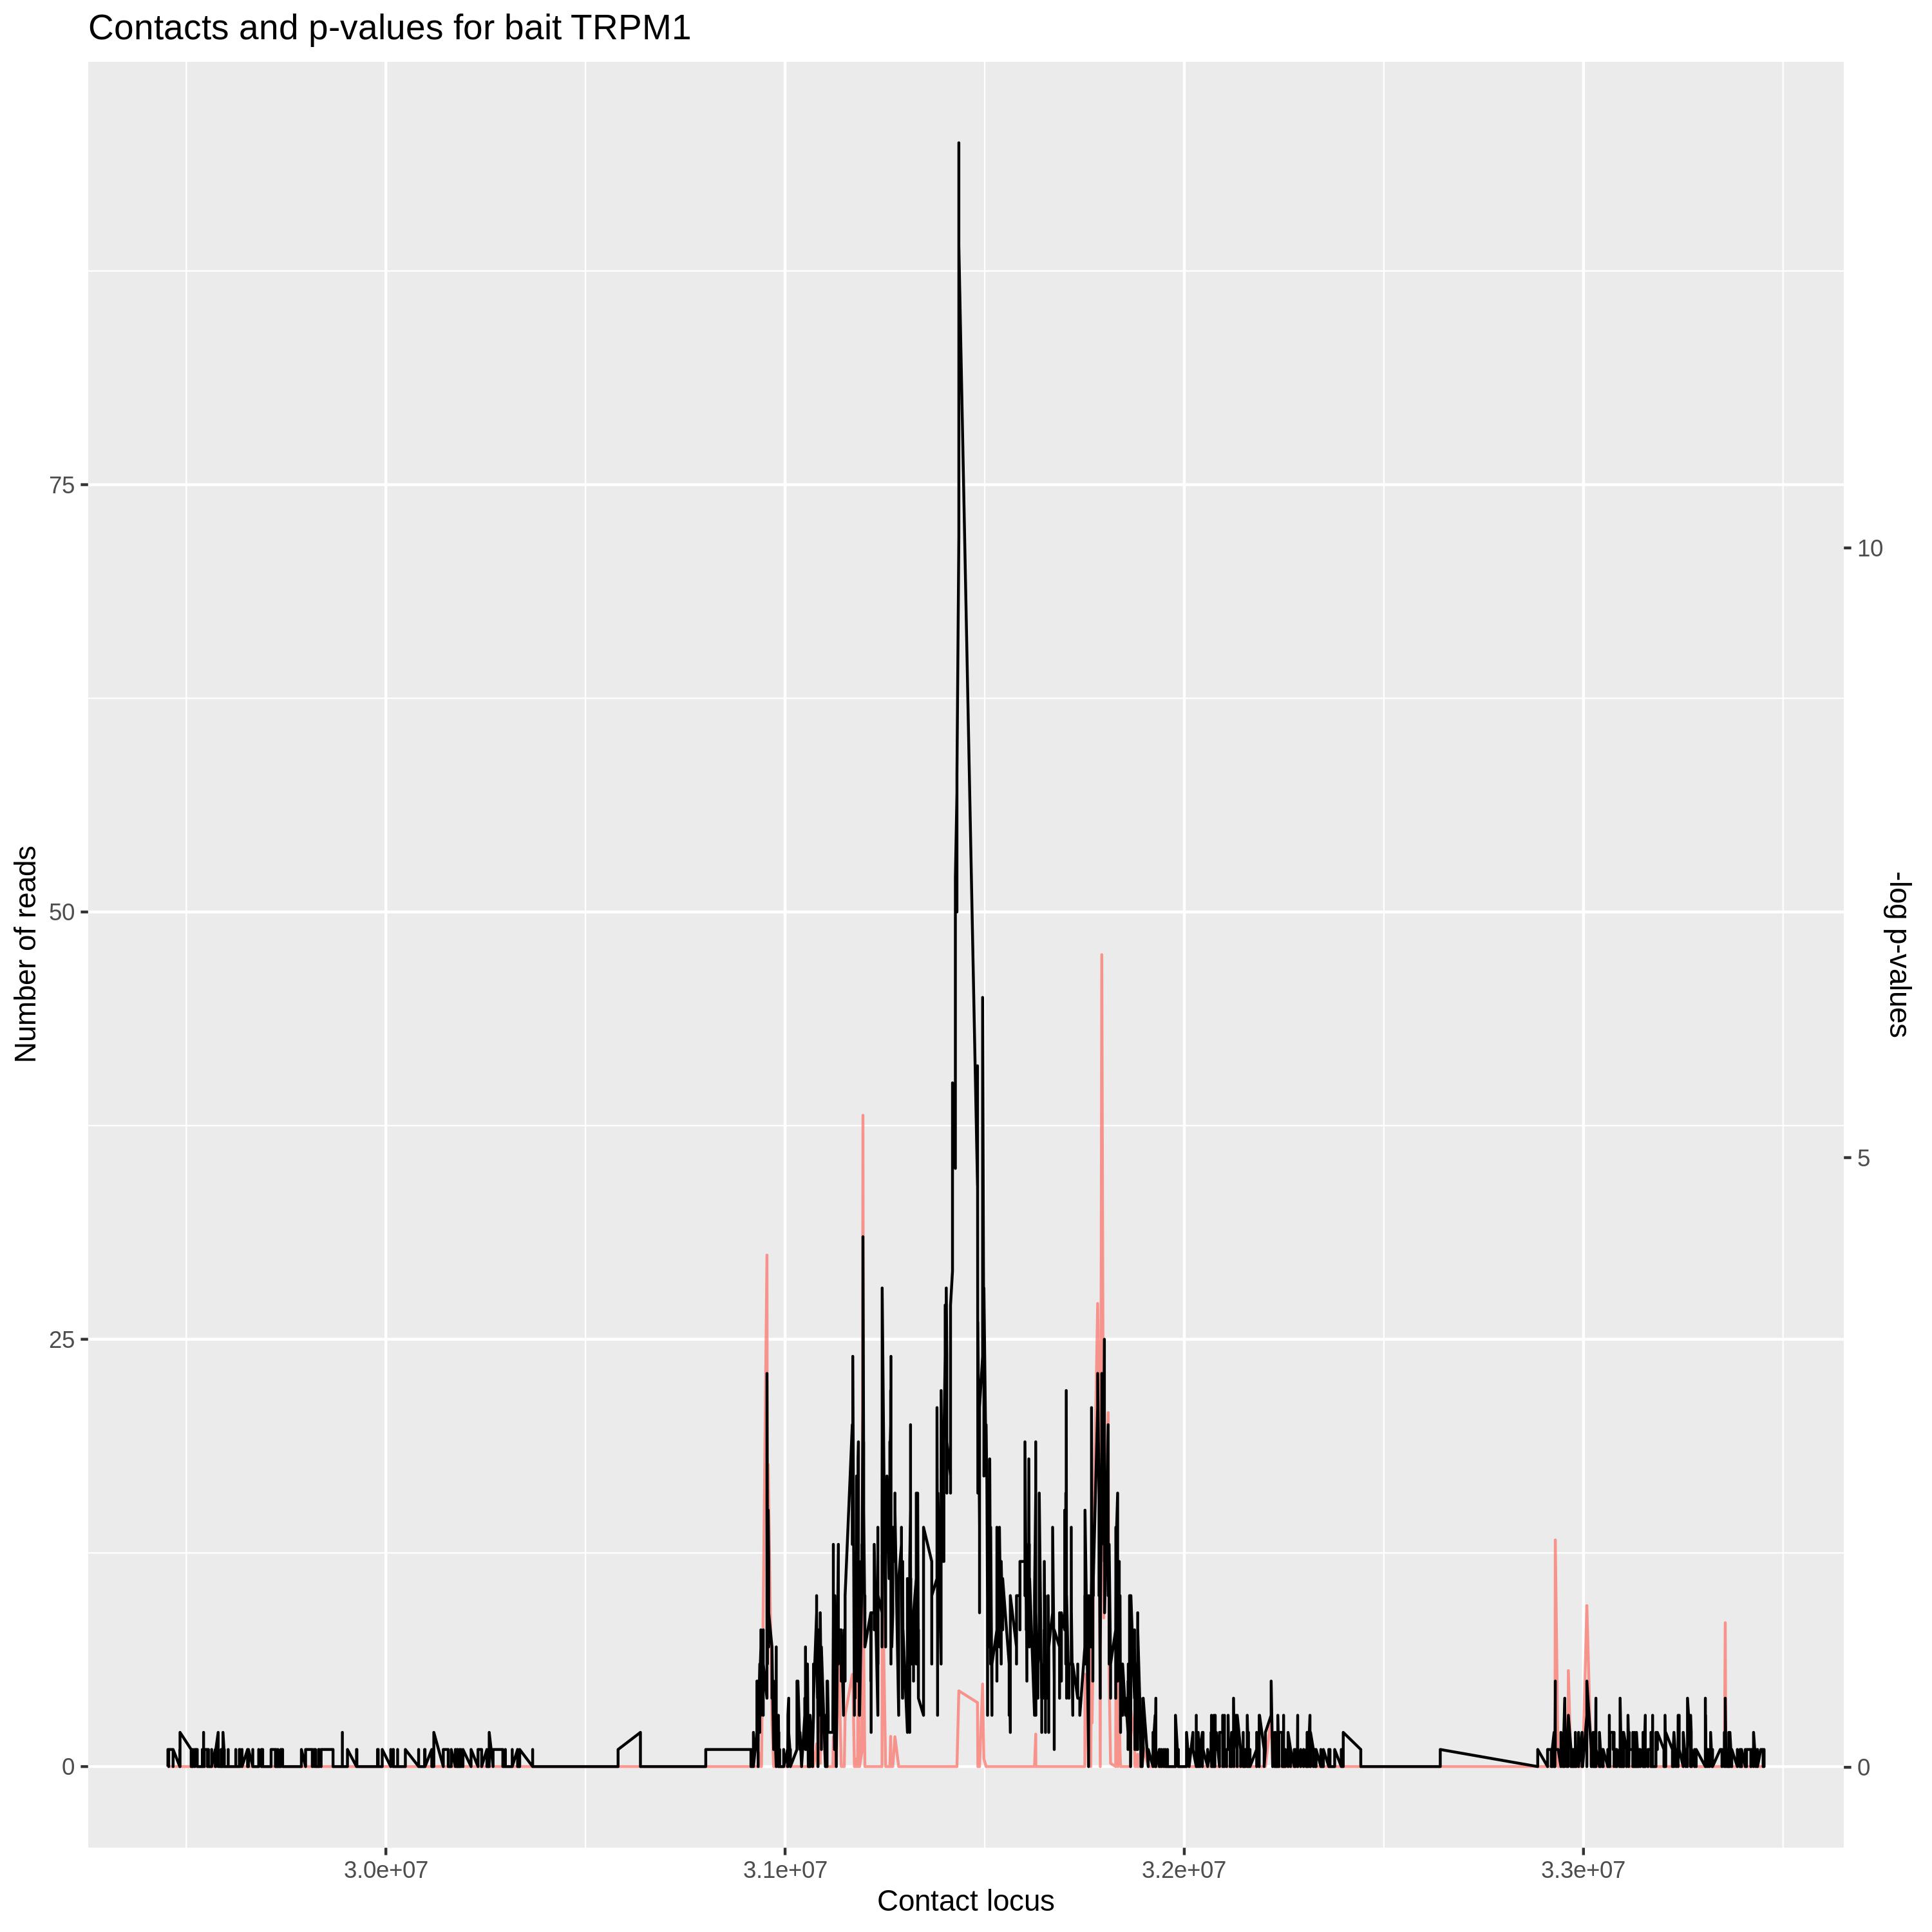 Contacts and p-values for bait TRPM1
Number of reads
75
50
25
0
10
5
0
-log p-values
3.0e+07 3.1e+07 3.2e+07 3.3e+07
Contact locus